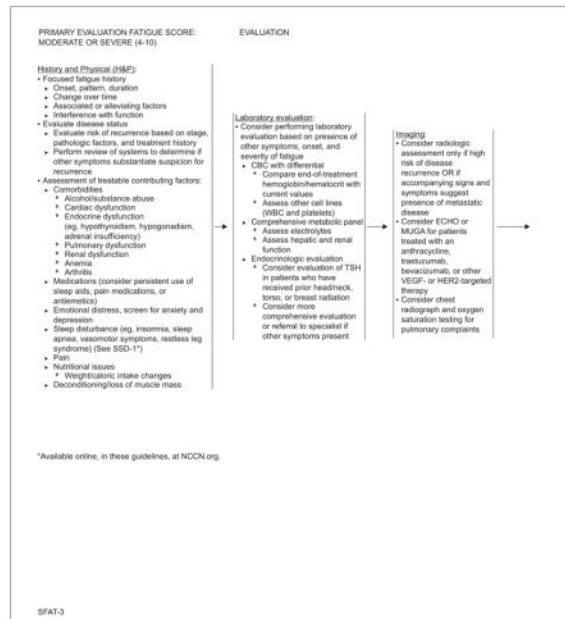 PRIMARY EVALUATION FATIGUE SCORE:
MODERATE OR SEVERE (4-10)
EVALUATION
History and Physical (H&P):
• Focused fatigue history
► Onset, pattern, duration
► Change over time
► Associated or alleviating factors
► Interference with function
• Evaluate disease status
► Evaluate risk of recurrence based on stage,
pathologic factors, and treatment history
► Perform review of systems to determine if
other symptoms substantiate suspicion for
recurrence
• Assessment of treatable contributing factors:
► Comorbidities
◊ Alcohol/substance abuse
◊ Cardiac dysfunction
◊ Endocrine dysfunction
(eg, hypothyroidism, hypogonadism,
adrenal insufficiency)
◊ Pulmonary dysfunction
◊ Renal dysfunction
◊ Anemia
◊ Arthritis
► Medications (consider persistent use of
sleep aids, pain medications, or
antiemetics)
► Emotional distress, screen for anxiety and
depression
► Sleep disturbance (eg, insomnia, sleep
apnea, vasomotor symptoms, restless leg
syndrome) (See SSD-1*)
► Pain
► Nutritional issues
◊ Weight/caloric intake changes
► Deconditioning/loss of muscle mass
Laboratory evaluation:
• Consider performing laboratory
evaluation based on presence of
other symptoms, onset, and
severity of fatigue
► CBC with differential
◊ Compare end-of-treatment
hemoglobin/hematocrit with
current values
◊ Assess other cell lines
(WBC and platelets)
► Comprehensive metabolic panel
◊ Assess electrolytes
◊ Assess hepatic and renal
function
► Endocrinologic evaluation
◊ Consider evaluation of TSH
in patients who have
received prior head/neck,
torso, or breast radiation
◊ Consider more
comprehensive evaluation
or referral to specialist if
other symptoms present
Imaging:
• Consider radiologic
assessment only if high
risk of disease
recurrence OR if
accompanying signs and
symptoms suggest
presence of metastatic
disease
• Consider ECHO or
MUGA for patients
treated with an
anthracycline,
trastuzumab,
bevacizumab, or other
VEGF- or HER2-targeted
therapy
• Consider chest
radiograph and oxygen
saturation testing for
pulmonary complaints
*Available online, in these guidelines, at NCCN.org.
SFAT-3